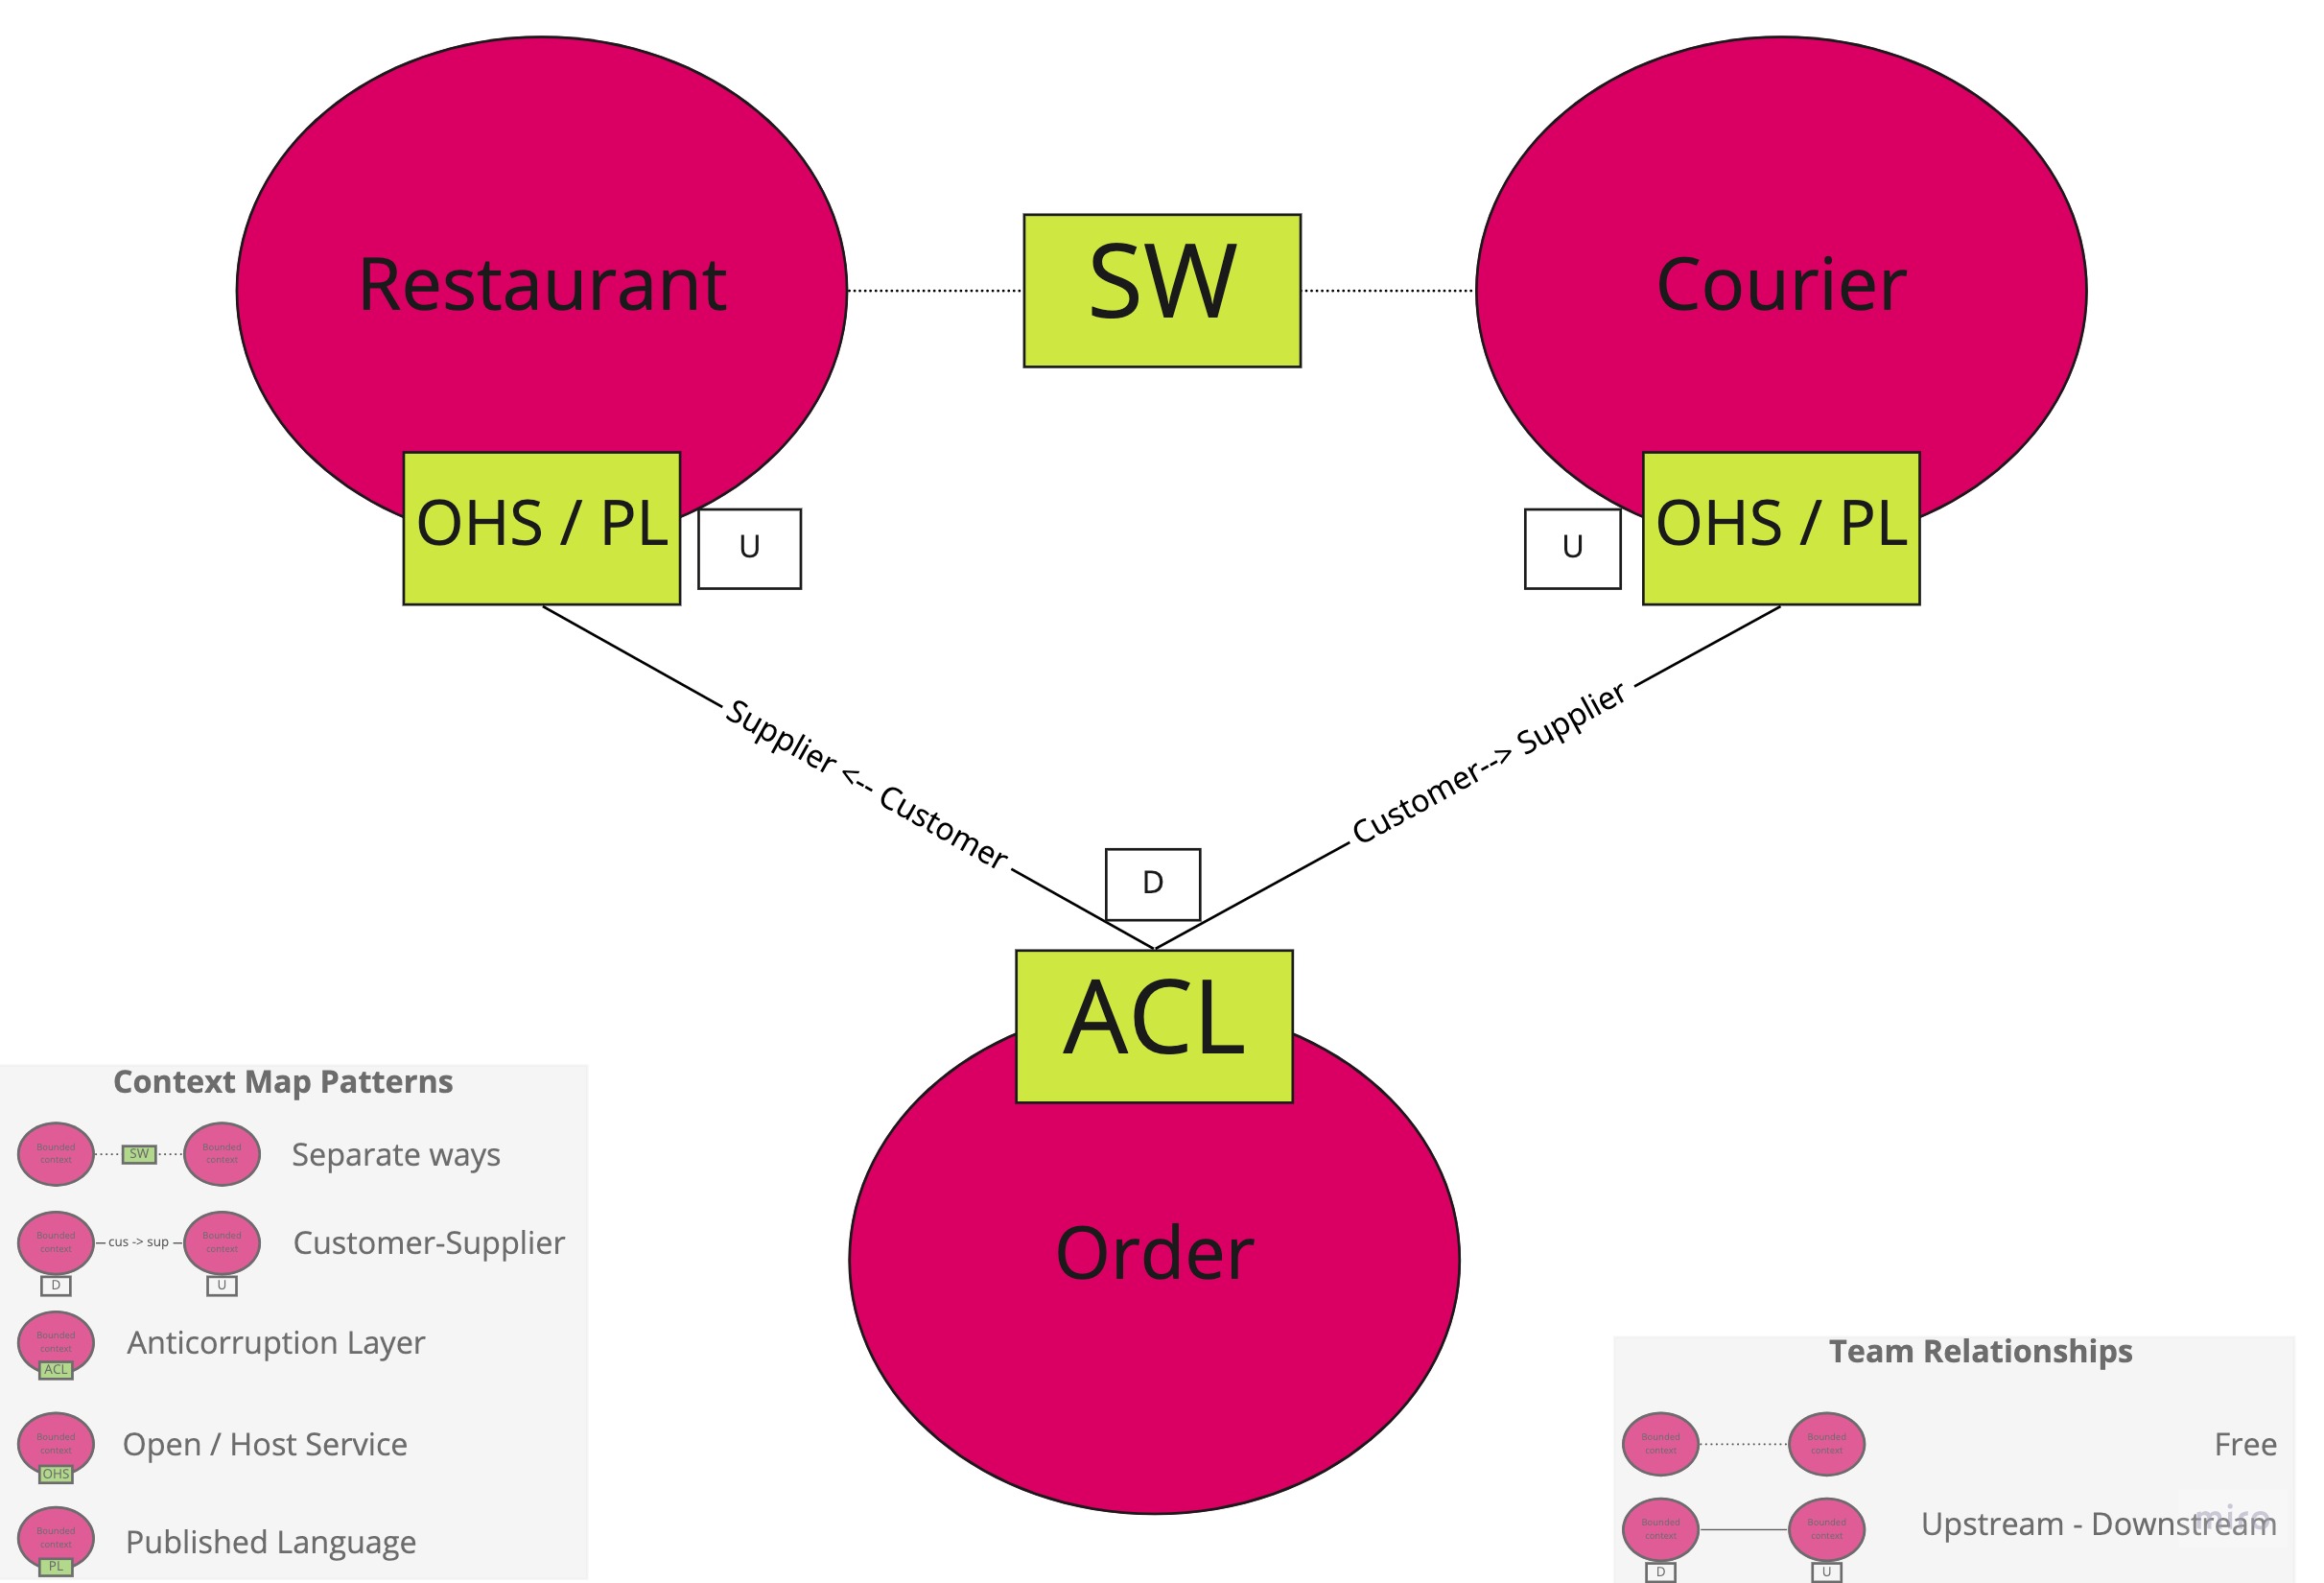 Restaurant
SW
Courier
OHS / PL
U
U
OHS / PL
Supplier <-- Customer
Customer--> Supplier
D
ACL
Order
Context Map Patterns
Bounded
context
SW
Bounded
context
Separate ways
Bounded
context
cus -> sup
Bounded
context
Customer-Supplier
D
U
Bounded
context
ACL
Anticorruption Layer
Bounded
context
OHS
Open / Host Service
Bounded
context
PL
Published Language
Team Relationships
Bounded
context
Bounded
context
Free
Bounded
context
Bounded
context
Upstream - Downstream
D
U
miro